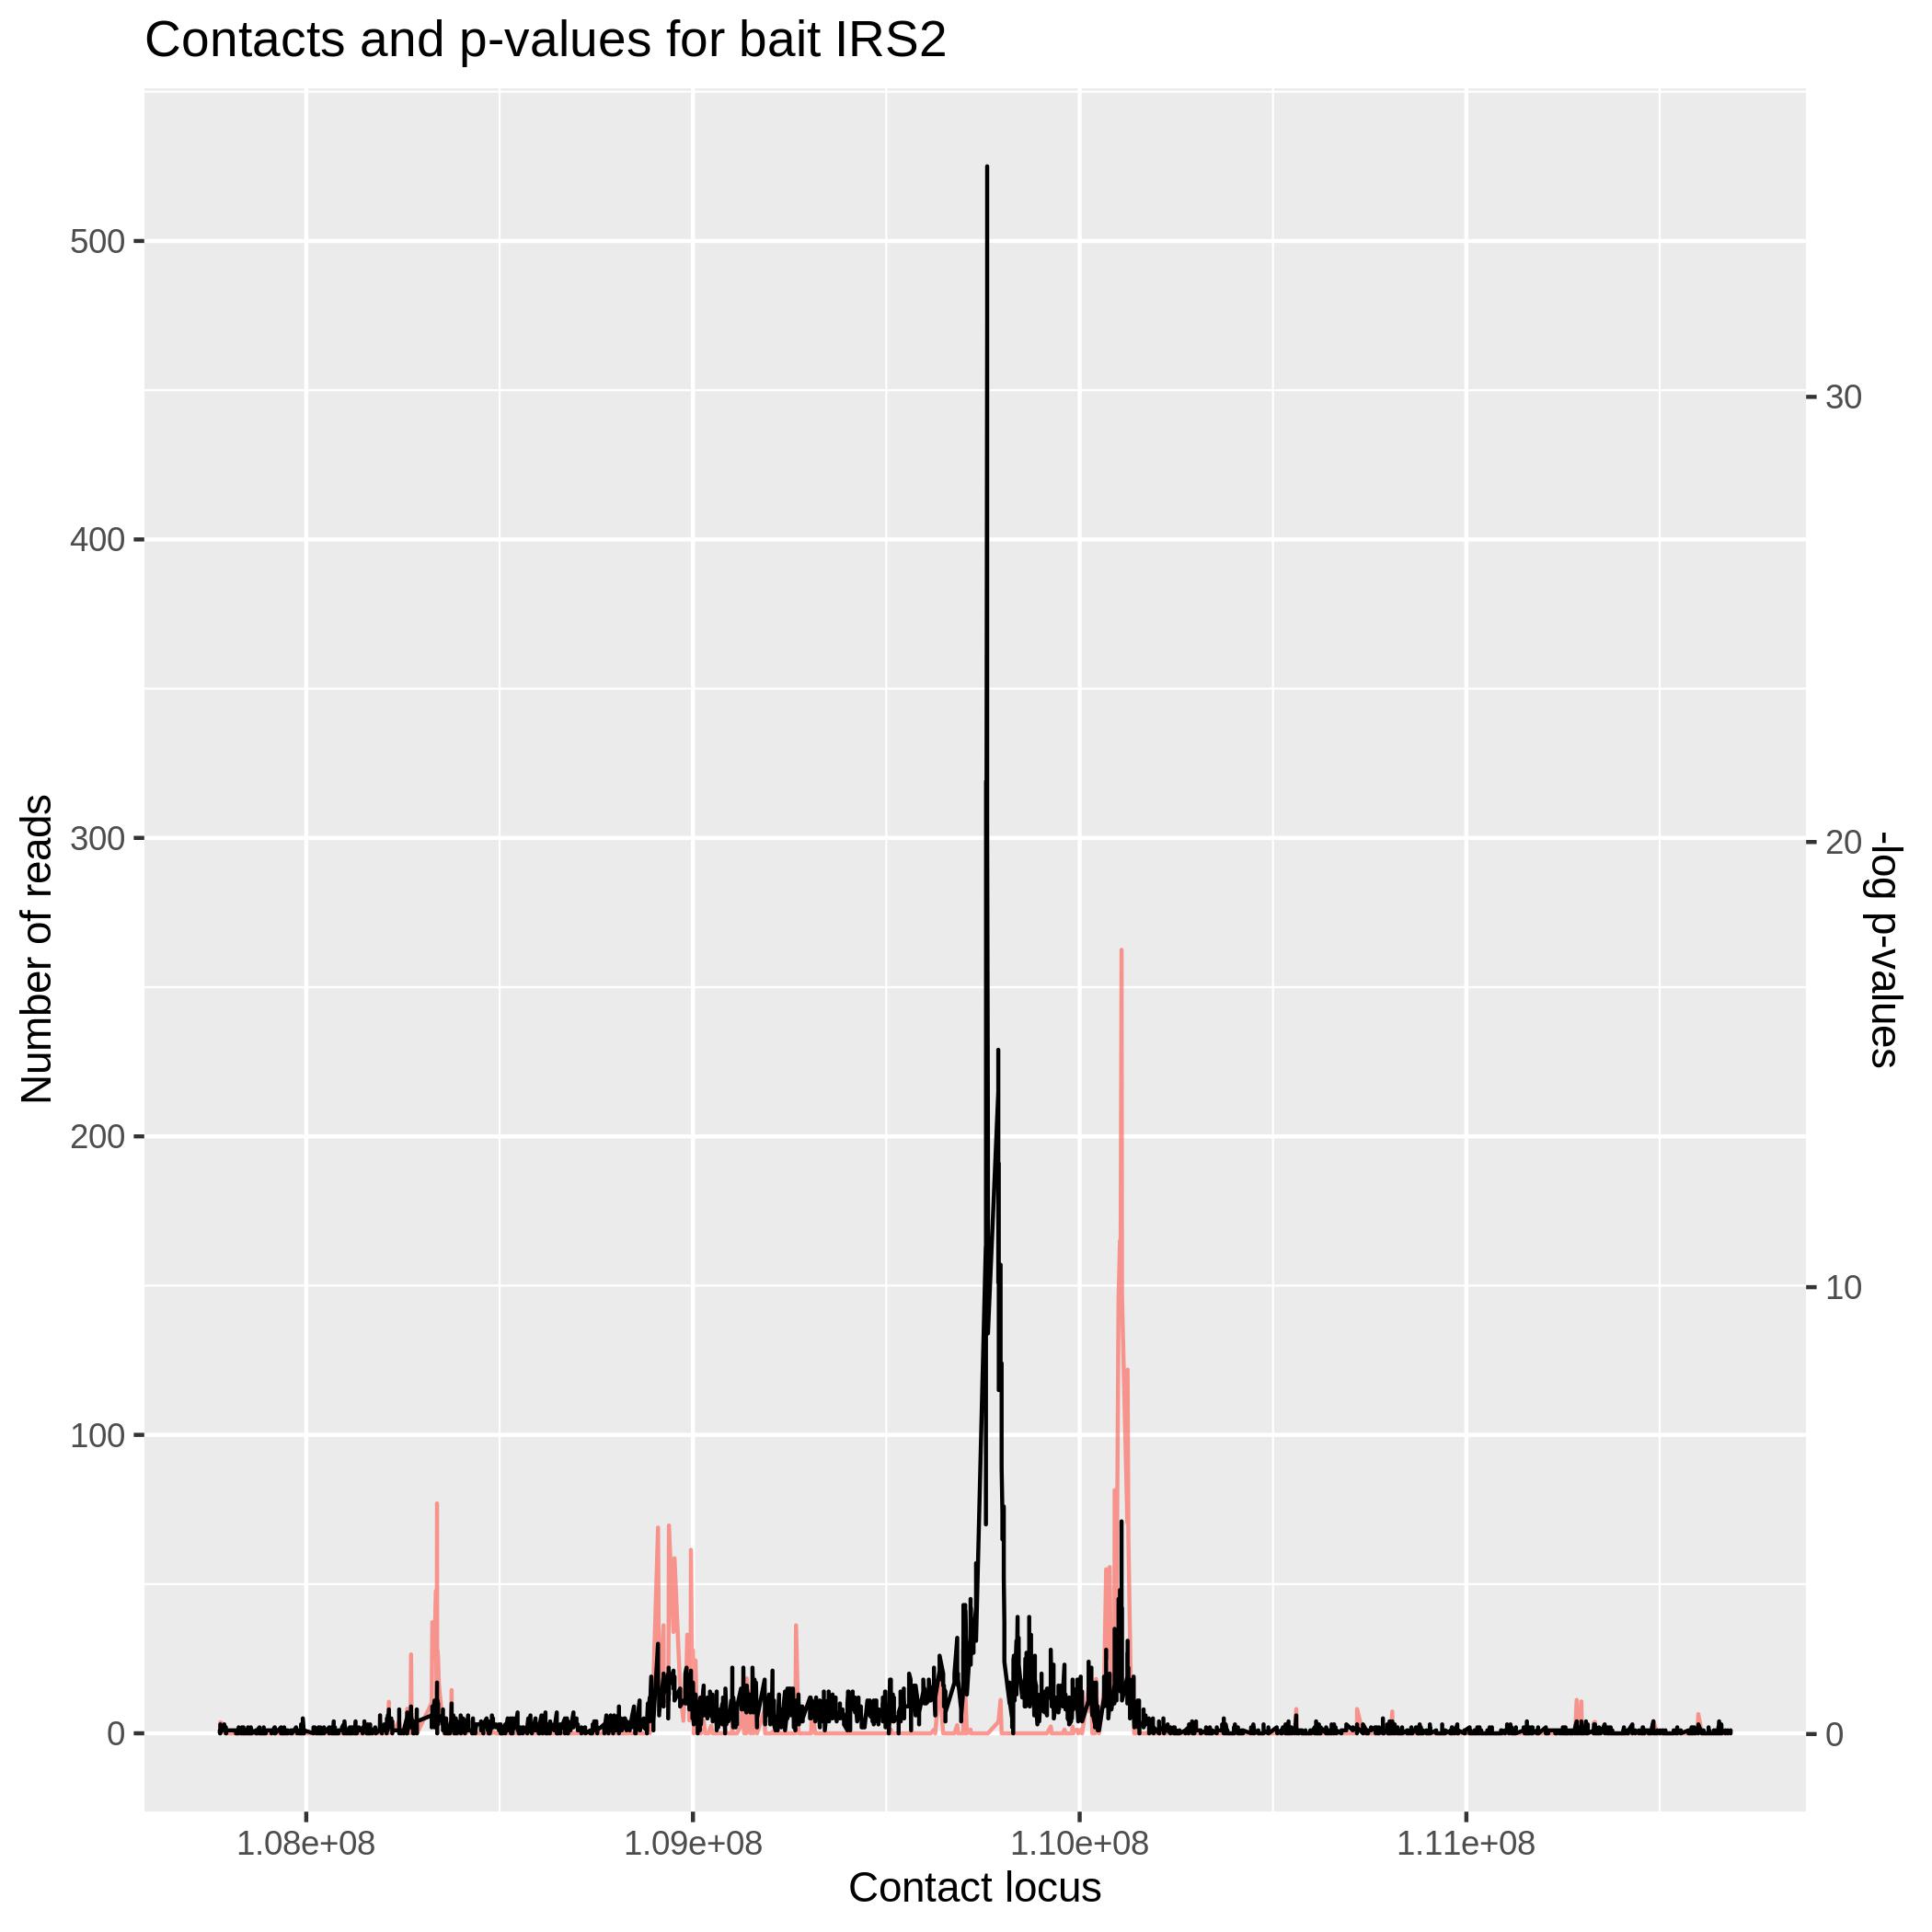 Contacts and p-values for bait IRS2
Number of reads
500
400
300
200
100
0
30
20
10
0
-log p-values
1.08e+08
1.09e+08
1.10e+08
1.11e+08
Contact locus